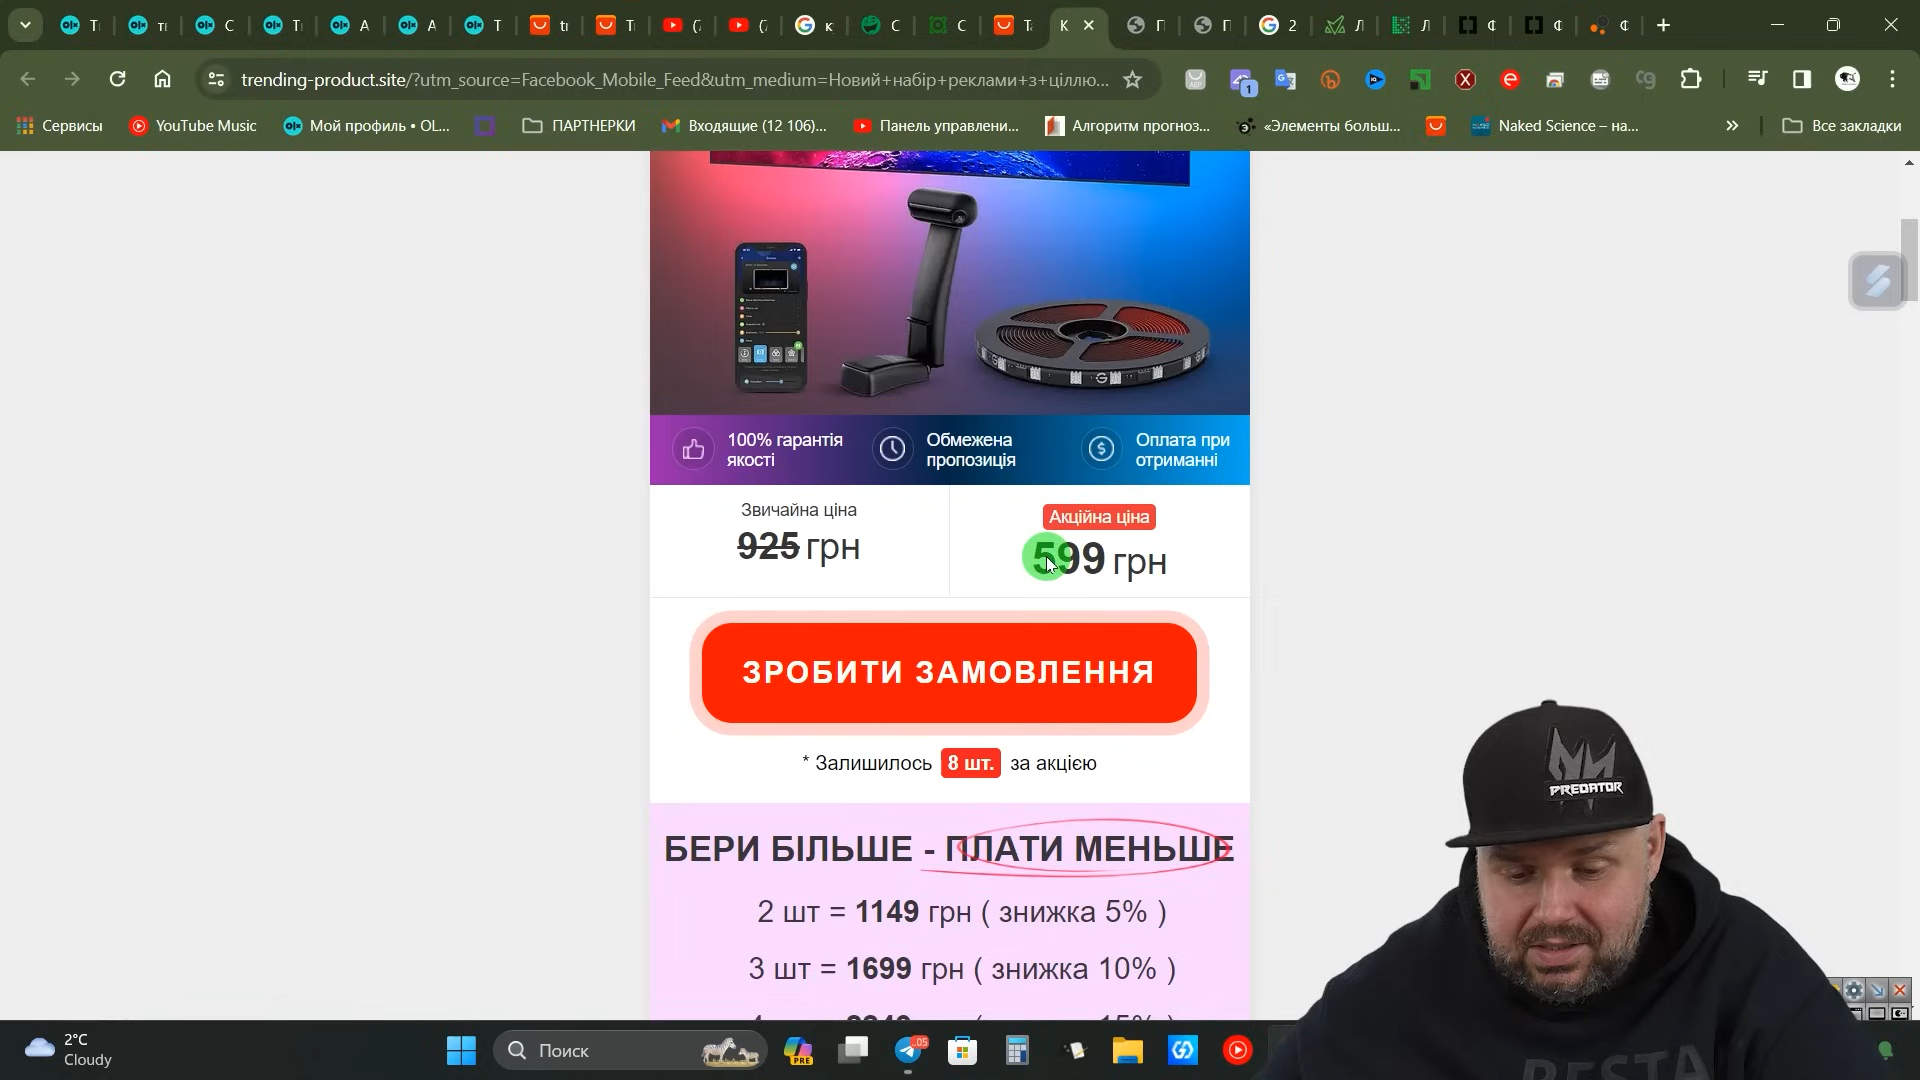 trending-product.site/?utm_source=Facebook_Mobile_Feed&utm_medium=Новий+набір+реклами+з+ціллю...
Сервисы
YouTube Music
Мой профиль • OL...
ПАРТНЕРКИ
Входящие (12 106)...
Панель управлени...
Алгоритм прогноз...
«Элементы больш...
Naked Science – на...
Все закладки
100% гарантія
якості
Обмежена
пропозиція
Оплата при
отриманні
Звичайна ціна
925 грн
Акційна ціна
599 грн
ЗРОБИТИ ЗАМОВЛЕННЯ
* Залишилось 8 шт. за акцією
БЕРИ БІЛЬШЕ - ПЛАТИ МЕНЬШЕ
2 шт = 1149 грн ( знижка 5% )
3 шт = 1699 грн ( знижка 10% )
PREDATOR
2°C
Cloudy
Поиск